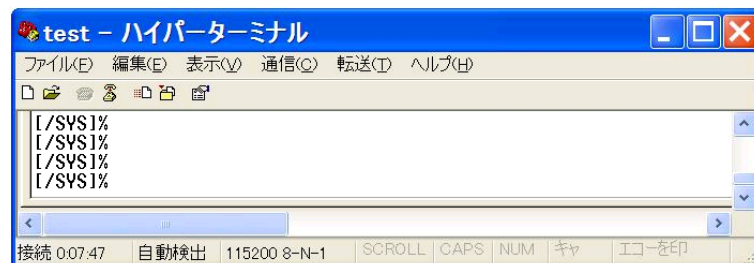 test - ハイパーターミナル
ファイル(F) 編集(E) 表示(V) 通信(C) 転送(T) ヘルプ(H)
[/SYS]%
[/SYS]%
[/SYS]%
[/SYS]%
接続 0:07:47 自動検出 115200 8-N-1 SCROLL CAPS NUM キャ エコーを印